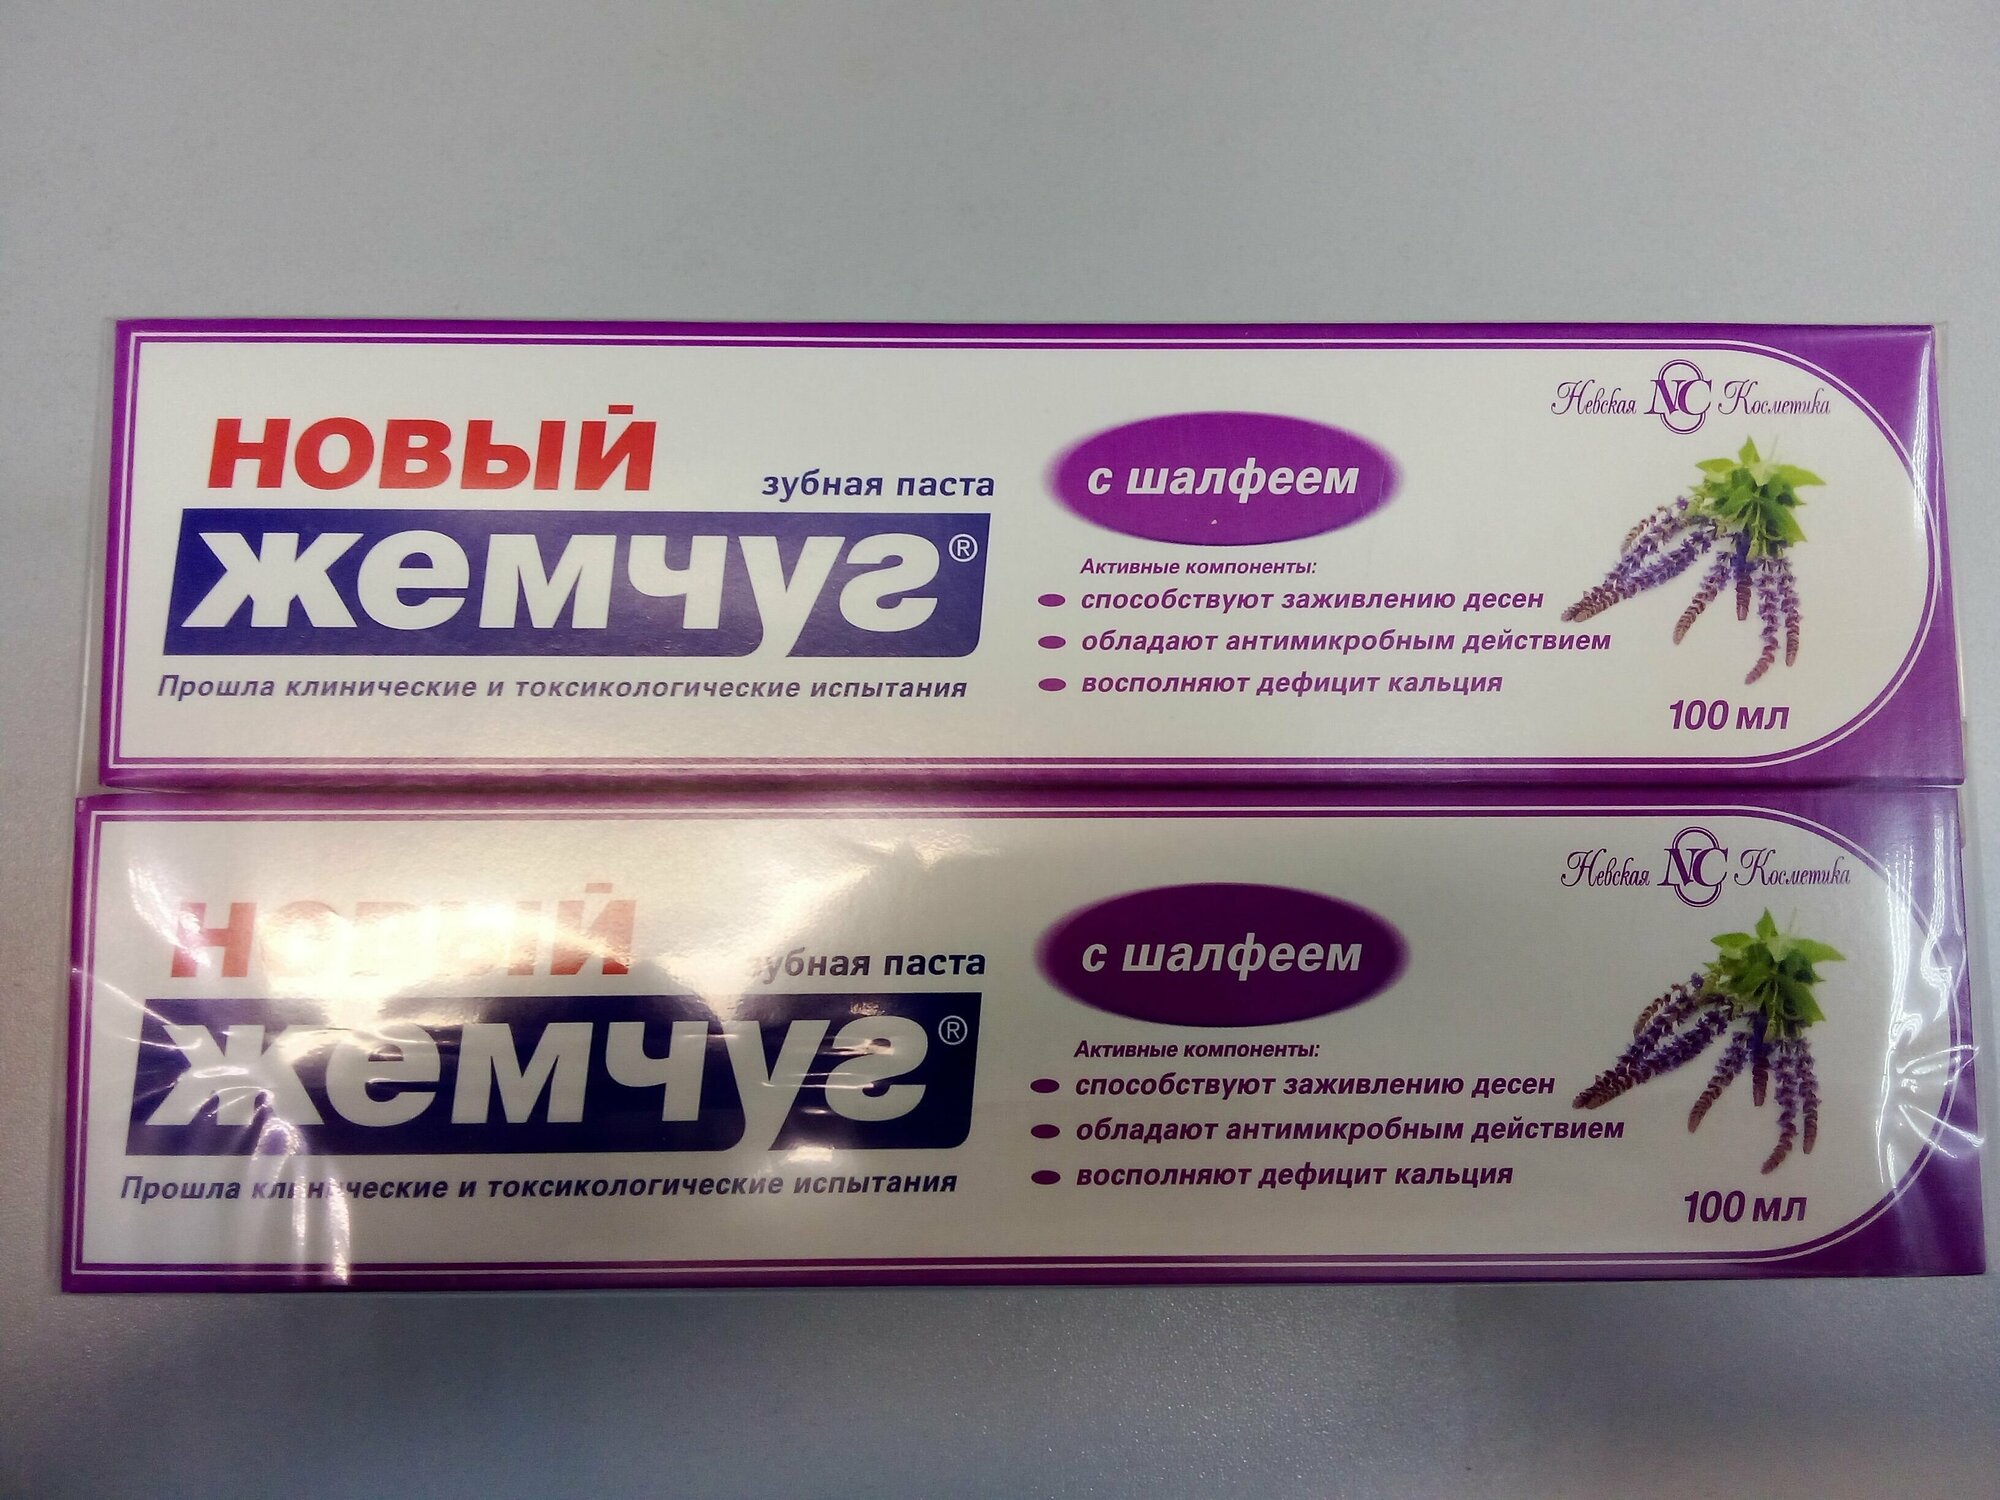 Невская NC Косметика
новый
зубная паста
жемчуг®
Прошла клинические и токсикологические испытания
с шалфеем
Активные компоненты:
способствуют заживлению десен
обладают антимикробным действием
восполняют дефицит кальция
100 мл
Невская NC Косметика
новый
зубная паста
жемчуг®
Прошла клинические и токсикологические испытания
с шалфеем
Активные компоненты:
способствуют заживлению десен
обладают антимикробным действием
восполняют дефицит кальция
100 мл